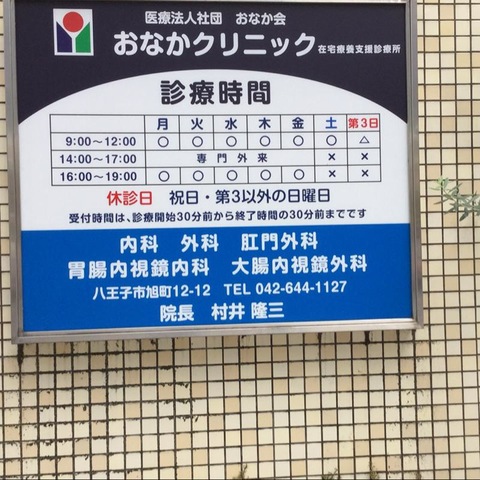 医療法人社団 おなか会
おなかクリニック 在宅療養支援診療所
診療時間
月 火 水 木 金 土 第3日
9:00～12:00 ○ ○ ○ ○ ○ ○ △
14:00～17:00 専門外来 × ×
16:00～19:00 ○ ○ ○ ○ ○ × ×
休診日 祝日・第3以外の日曜日
受付時間は、診療開始30分前から終了時間の30分前までです
内科 外科 肛門外科
胃腸内視鏡内科 大腸内視鏡外科
八王子市旭町12-12 TEL 042-644-1127
院長 村井 隆三